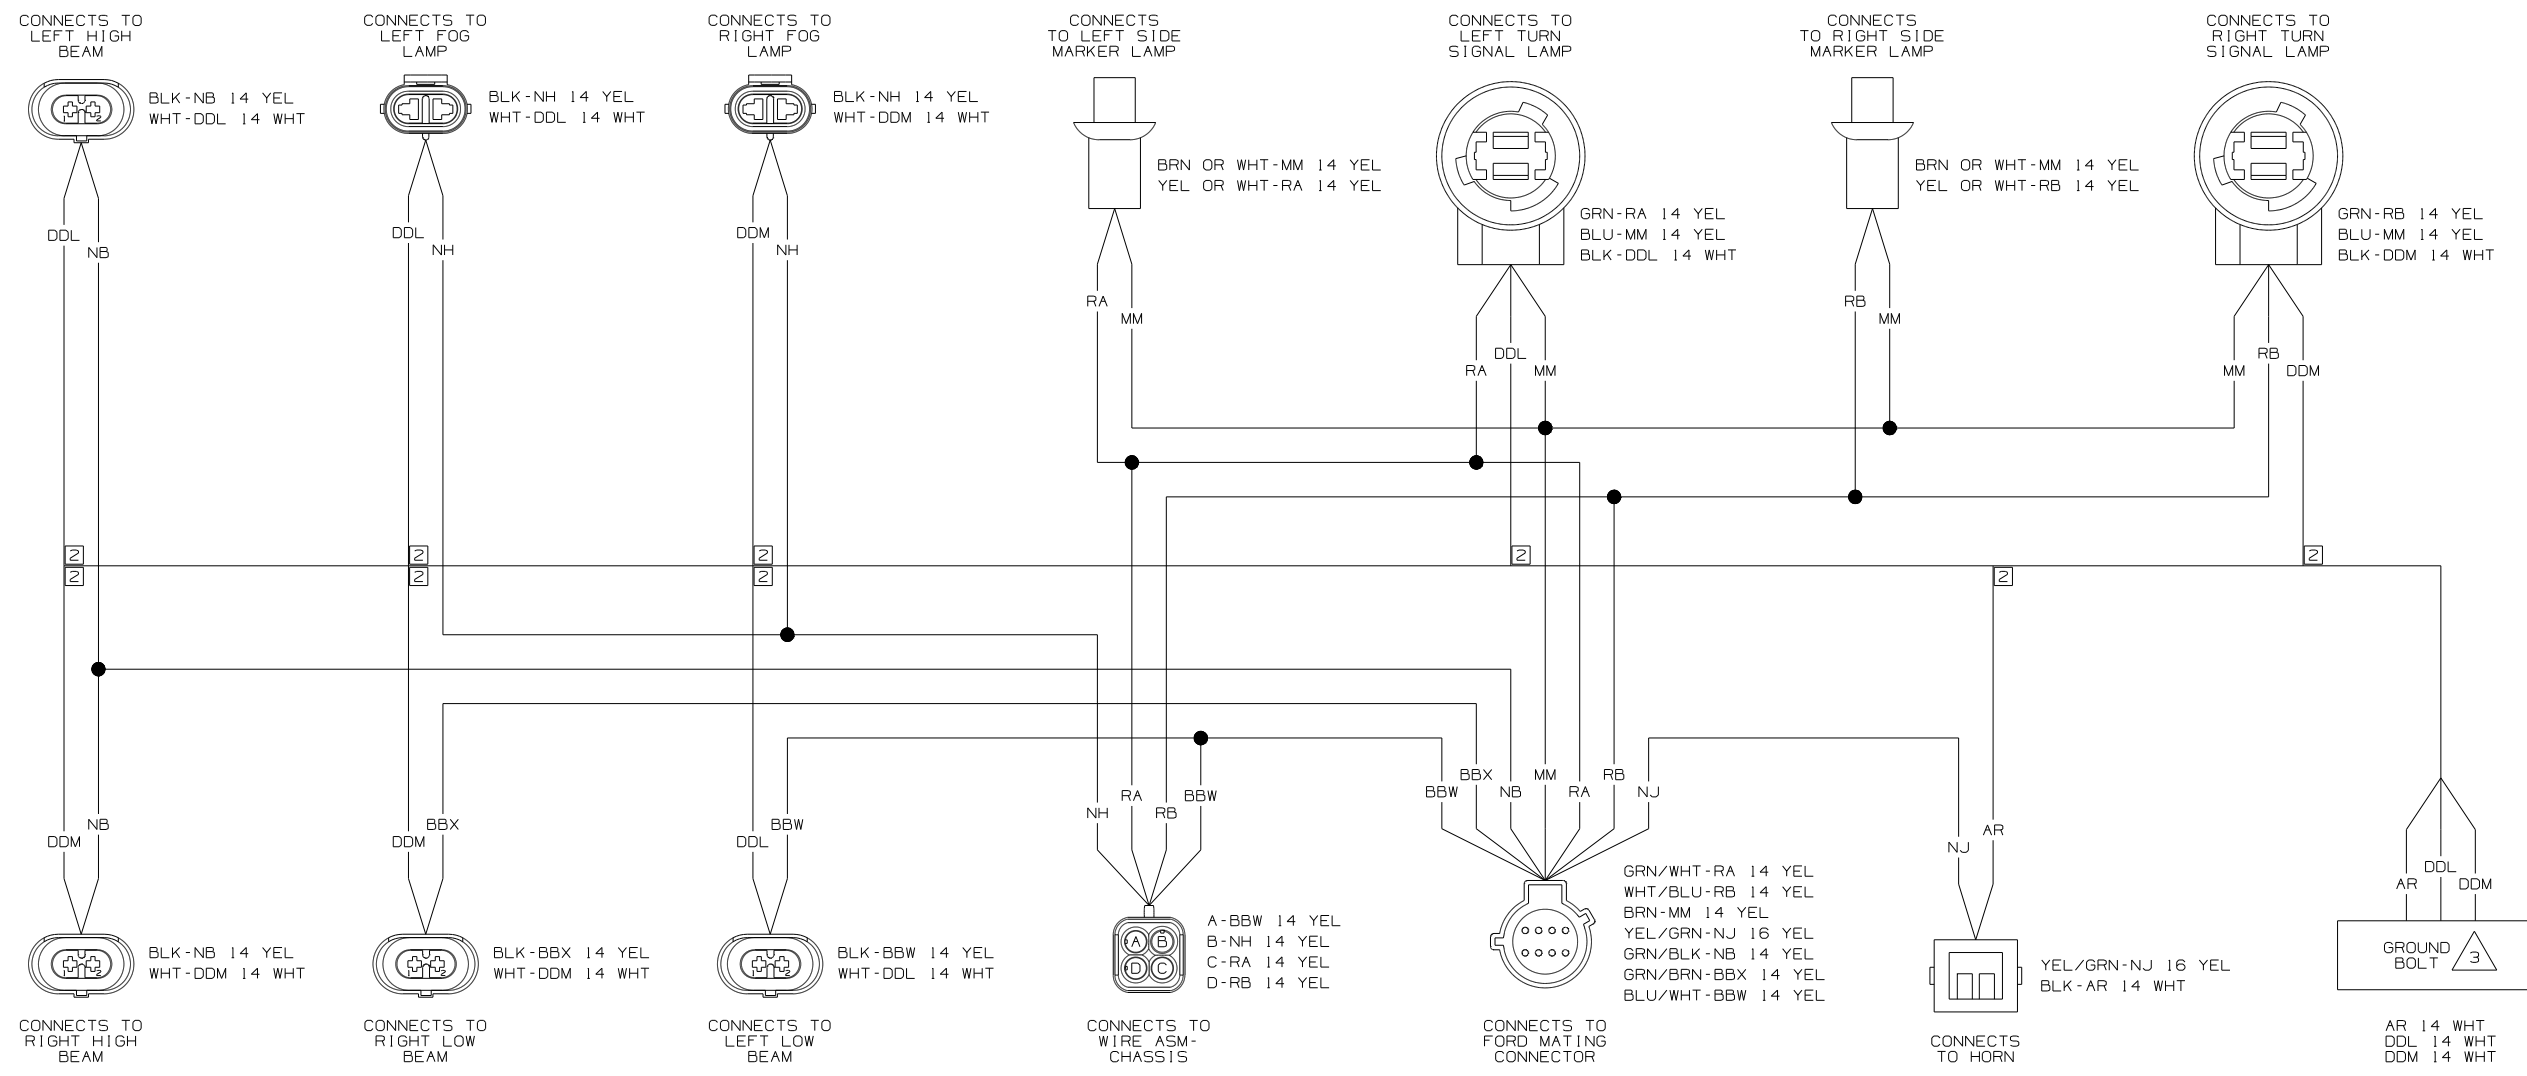 CONNECTS TO
LEFT HIGH
BEAM
CONNECTS TO
LEFT FOG
LAMP
CONNECTS TO
RIGHT FOG
LAMP
CONNECTS
TO LEFT SIDE
MARKER LAMP
CONNECTS TO
LEFT TURN
SIGNAL LAMP
CONNECTS
TO RIGHT SIDE
MARKER LAMP
CONNECTS TO
RIGHT TURN
SIGNAL LAMP
BLK-NB 14 YEL
WHT-DDL 14 WHT
BLK-NH 14 YEL
WHT-DDL 14 WHT
BLK-NH 14 YEL
WHT-DDM 14 WHT
BRN OR WHT-MM 14 YEL
YEL OR WHT-RA 14 YEL
GRN-RA 14 YEL
BLU-MM 14 YEL
BLK-DDL 14 WHT
BRN OR WHT-MM 14 YEL
YEL OR WHT-RB 14 YEL
GRN-RB 14 YEL
BLU-MM 14 YEL
BLK-DDM 14 WHT
1 2
DDL
NB
DDL
NH
DDM
NH
RA
MM
RA
DDL
MM
RB
MM
MM
RB
DDM
2
2
2
2
2
2
2
2
2
DDM
NB
DDM
BBX
DDL
BBW
NH
RA
RB
BBW
BBW
BBX
NB
MM
RA
RB
NJ
NJ
AR
AR
DDL
DDM
1 2
BLK-NB 14 YEL
WHT-DDM 14 WHT
1 2
BLK-BBX 14 YEL
WHT-DDM 14 WHT
1 2
BLK-BBW 14 YEL
WHT-DDL 14 WHT
A B
D C
A-BBW 14 YEL
B-NH 14 YEL
C-RA 14 YEL
D-RB 14 YEL
GRN/WHT-RA 14 YEL
WHT/BLU-RB 14 YEL
BRN-MM 14 YEL
YEL/GRN-NJ 16 YEL
GRN/BLK-NB 14 YEL
GRN/BRN-BBX 14 YEL
BLU/WHT-BBW 14 YEL
YEL/GRN-NJ 16 YEL
BLK-AR 14 WHT
GROUND
BOLT
3
CONNECTS TO
RIGHT HIGH
BEAM
CONNECTS TO
RIGHT LOW
BEAM
CONNECTS TO
LEFT LOW
BEAM
CONNECTS TO
WIRE ASM-
CHASSIS
CONNECTS TO
FORD MATING
CONNECTOR
CONNECTS
TO HORN
AR 14 WHT
DDL 14 WHT
DDM 14 WHT